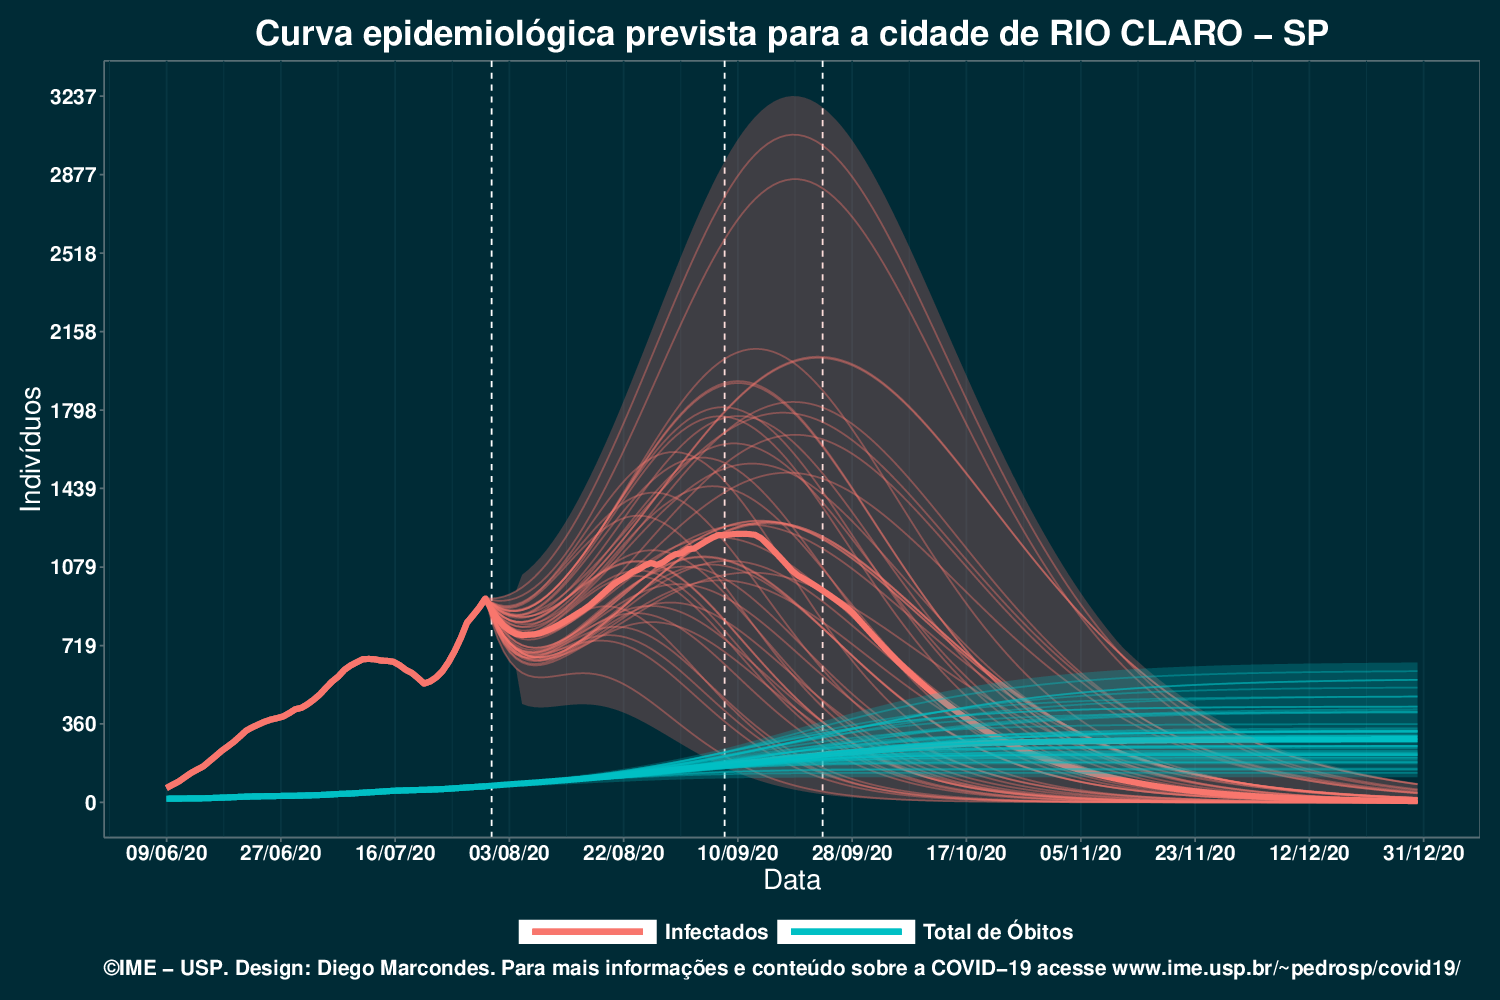 Curva epidemiológica prevista para a cidade de RIO CLARO – SP
Indivíduos
3237
2877
2518
2158
1798
1439
1079
719
360
0
09/06/20 27/06/20 16/07/20 03/08/20 22/08/20 10/09/20 28/09/20 17/10/20 05/11/20 23/11/20 12/12/20 31/12/20
Data
Infectados Total de Óbitos
©IME – USP. Design: Diego Marcondes. Para mais informações e conteúdo sobre a COVID–19 acesse www.ime.usp.br/~pedrosp/covid19/